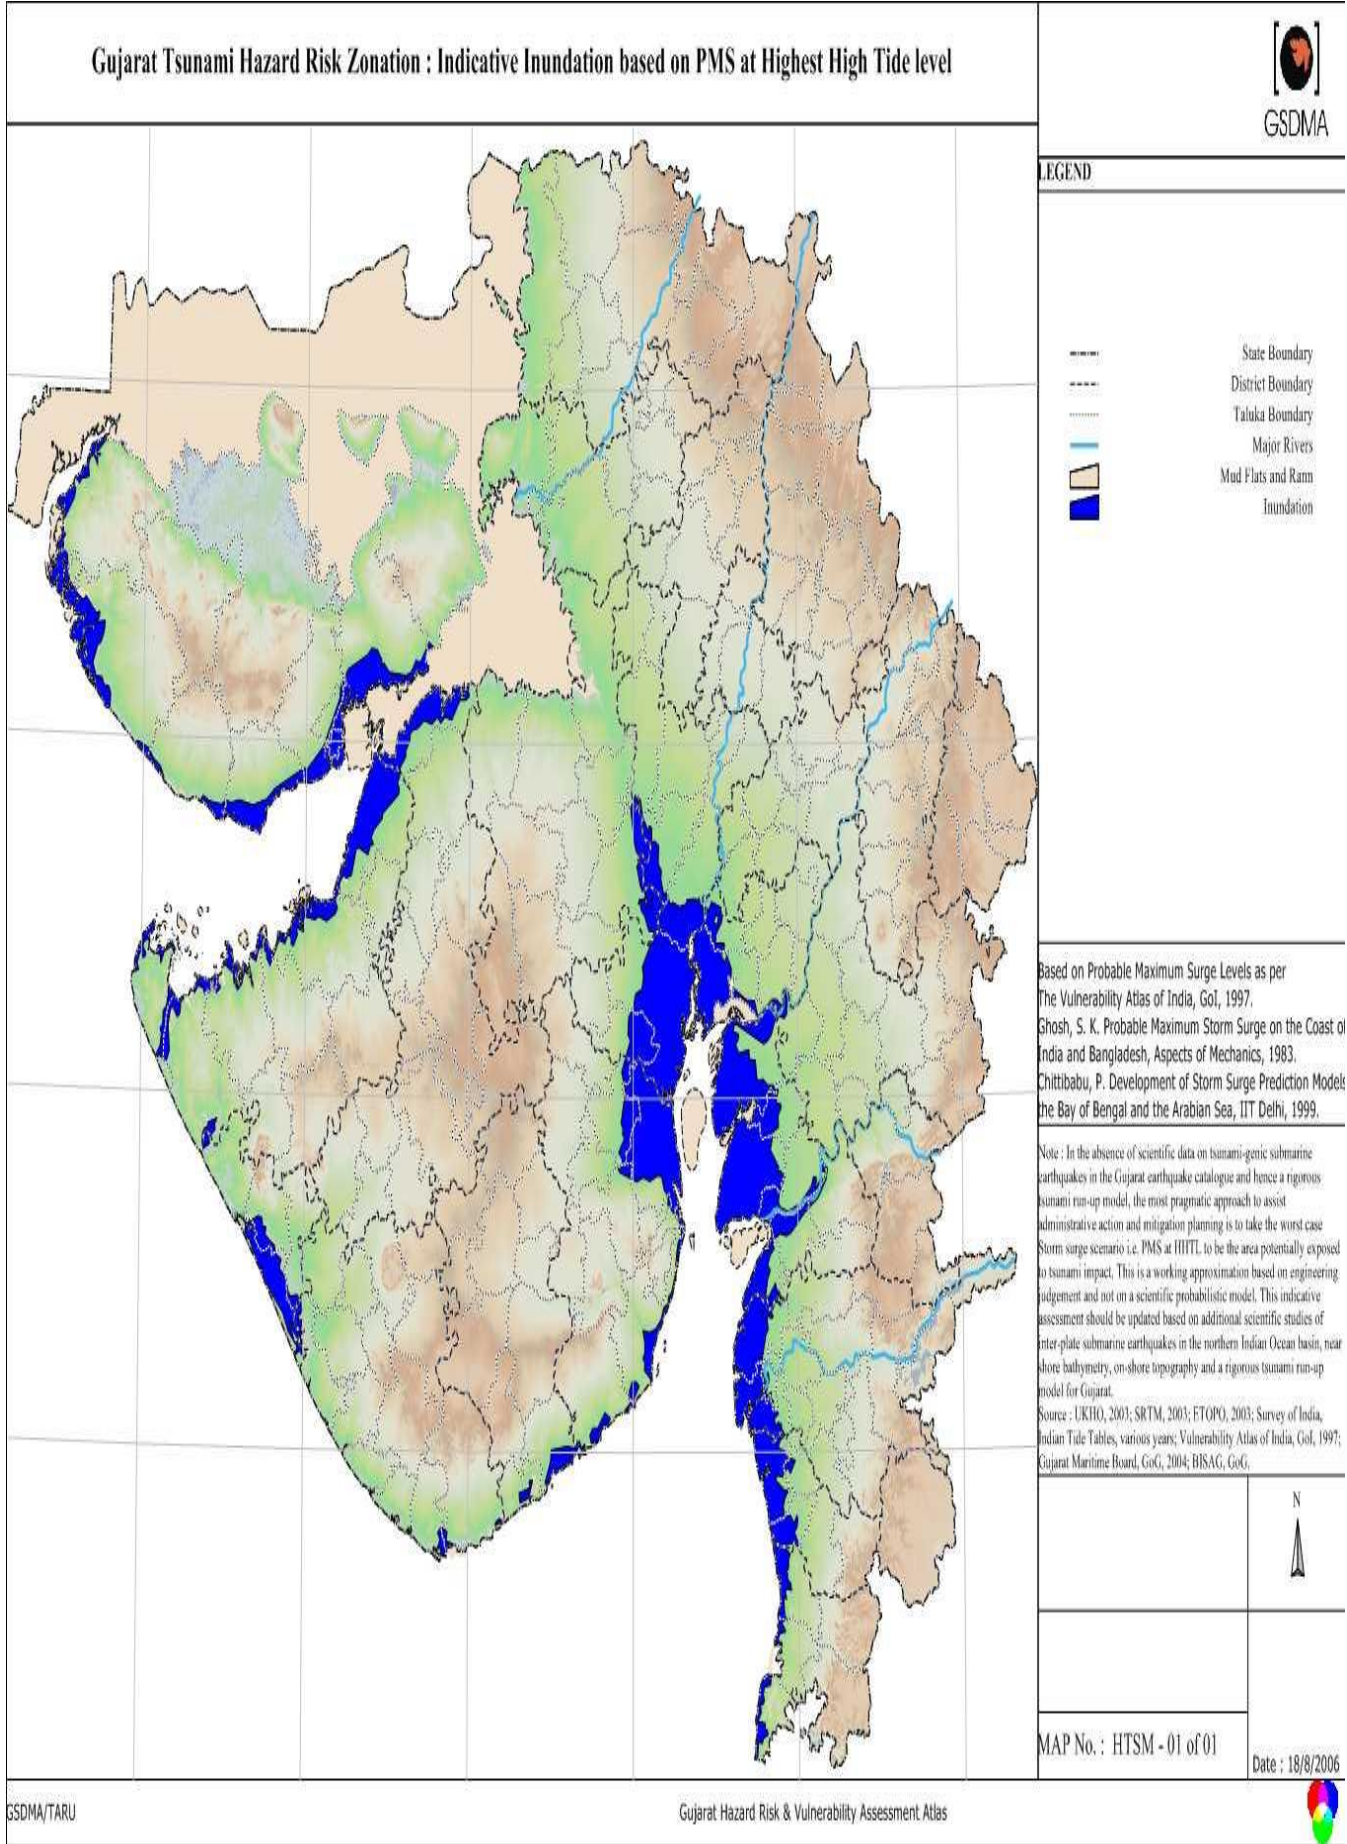 Gujarat Tsunami Hazard Risk Zonation : Indicative Inundation based on PMS at Highest High Tide level
GSDMA
LEGEND
State Boundary
District Boundary
Taluka Boundary
Major Rivers
Mud Flats and Rann
Inundation
Based on Probable Maximum Surge Levels as per
The Vulnerability Atlas of India, GoI, 1997.
Ghosh, S. K. Probable Maximum Storm Surge on the Coast of
India and Bangladesh, Aspects of Mechanics, 1983.
Chittibabu, P. Development of Storm Surge Prediction Models
the Bay of Bengal and the Arabian Sea, IIT Delhi, 1999.
Note : In the absence of scientific data on tsunami-genic submarine
earthquakes in the Gujarat earthquake catalogue and hence a rigorous
tsunami run-up model, the most pragmatic approach to assist
administrative action and mitigation planning is to take the worst case
Storm surge scenario i.e. PMS at HHTL to be the area potentially exposed
to tsunami impact. This is a working approximation based on engineering
judgement and not on a scientific probabilistic model. This indicative
assessment should be updated based on additional scientific studies of
inter-plate submarine earthquakes in the northern Indian Ocean basin, near
shore bathymetry, on-shore topography and a rigorous tsunami run-up
model for Gujarat.
Source : UKHO, 2003; SRTM, 2003; ETOPO, 2003; Survey of India,
Indian Tide Tables, various years; Vulnerability Atlas of India, GoI, 1997;
Gujarat Maritime Board, GoG, 2004; BISAG, GoG.
N
MAP No. : HTSM - 01 of 01
Date : 18/8/2006
GSDMA/TARU
Gujarat Hazard Risk & Vulnerability Assessment Atlas